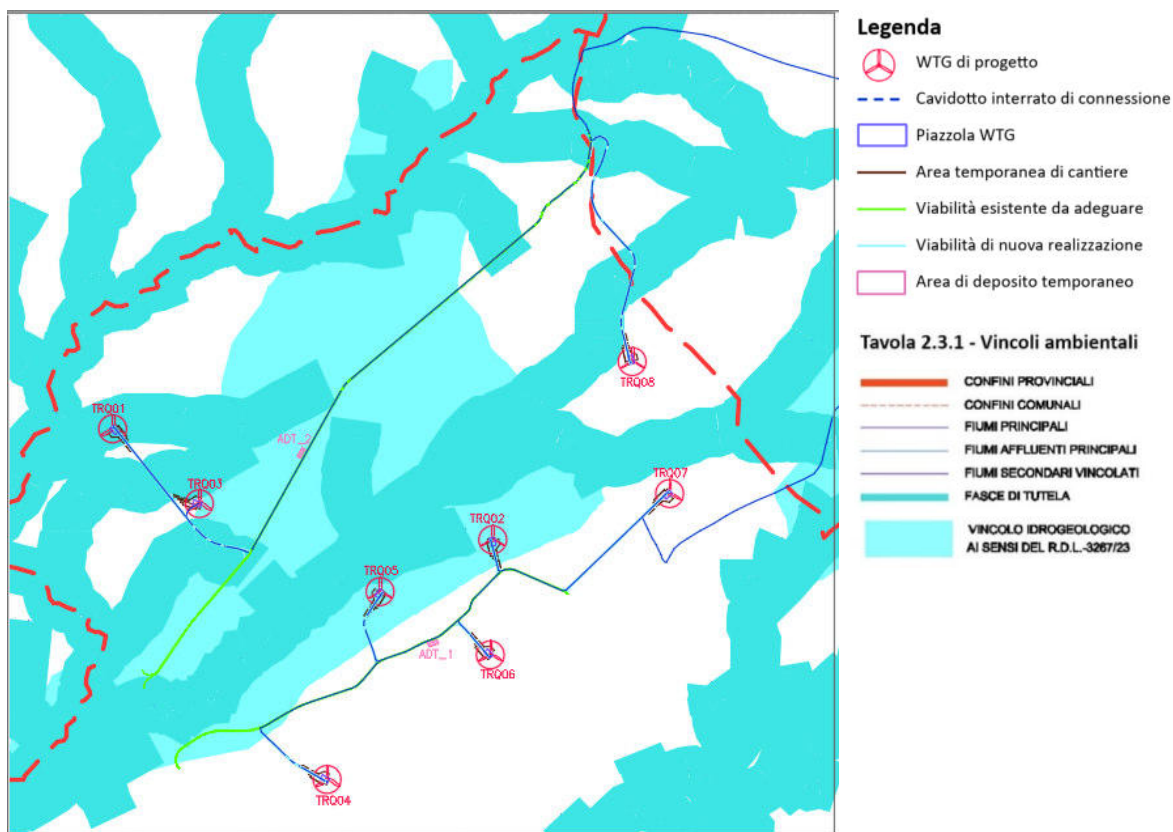 TRQ01
TRQ03
ADT_2
TRQ08
TRQ07
TRQ02
TRQ05
ADT_1
TRQ06
TRQ04
Legenda
WTG di progetto
Cavidotto interrato di connessione
Piazzola WTG
Area temporanea di cantiere
Viabilità esistente da adeguare
Viabilità di nuova realizzazione
Area di deposito temporaneo
Tavola 2.3.1 - Vincoli ambientali
CONFINI PROVINCIALI
CONFINI COMUNALI
FIUMI PRINCIPALI
FIUMI AFFLUENTI PRINCIPALI
FIUMI SECONDARI VINCOLATI
FASCE DI TUTELA
VINCOLO IDROGEOLOGICO
AI SENSI DEL R.D.L.-3267/23